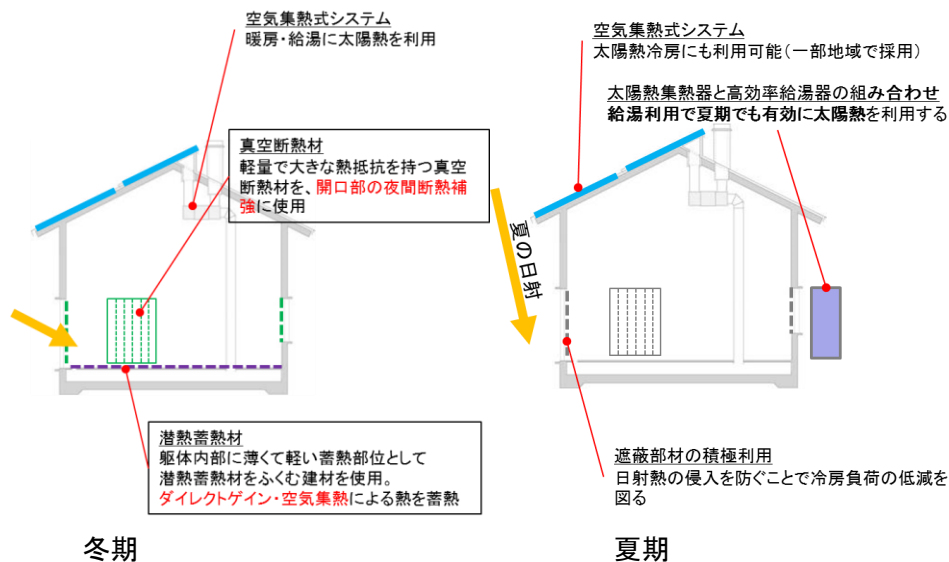 空気集熱式システム
暖房・給湯に太陽熱を利用
真空断熱材
軽量で大きな熱抵抗を持つ真空
断熱材を、開口部の夜間断熱補
強に使用
潜熱蓄熱材
躯体内部に薄くて軽い蓄熱部位として
潜熱蓄熱材をふくむ建材を使用。
ダイレクトゲイン・空気集熱による熱を蓄熱
冬期
空気集熱式システム
太陽熱冷房にも利用可能(一部地域で採用)
太陽熱集熱器と高効率給湯器の組み合わせ
給湯利用で夏期でも有効に太陽熱を利用する
夏の日射
遮蔽部材の積極利用
日射熱の侵入を防ぐことで冷房負荷の低減を
図る
夏期